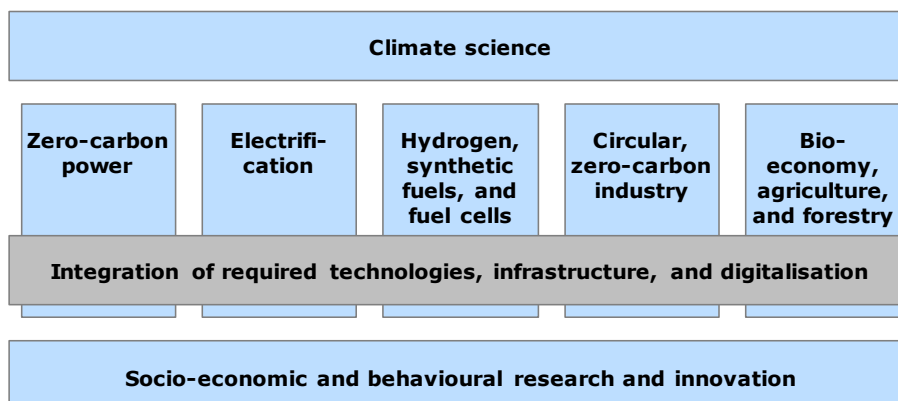 Climate science
Zero-carbon
power
Electrifi-
cation
Hydrogen,
synthetic
fuels, and
fuel cells
Circular,
zero-carbon
industry
Bio-
economy,
agriculture,
and forestry
Integration of required technologies, infrastructure, and digitalisation
Socio-economic and behavioural research and innovation